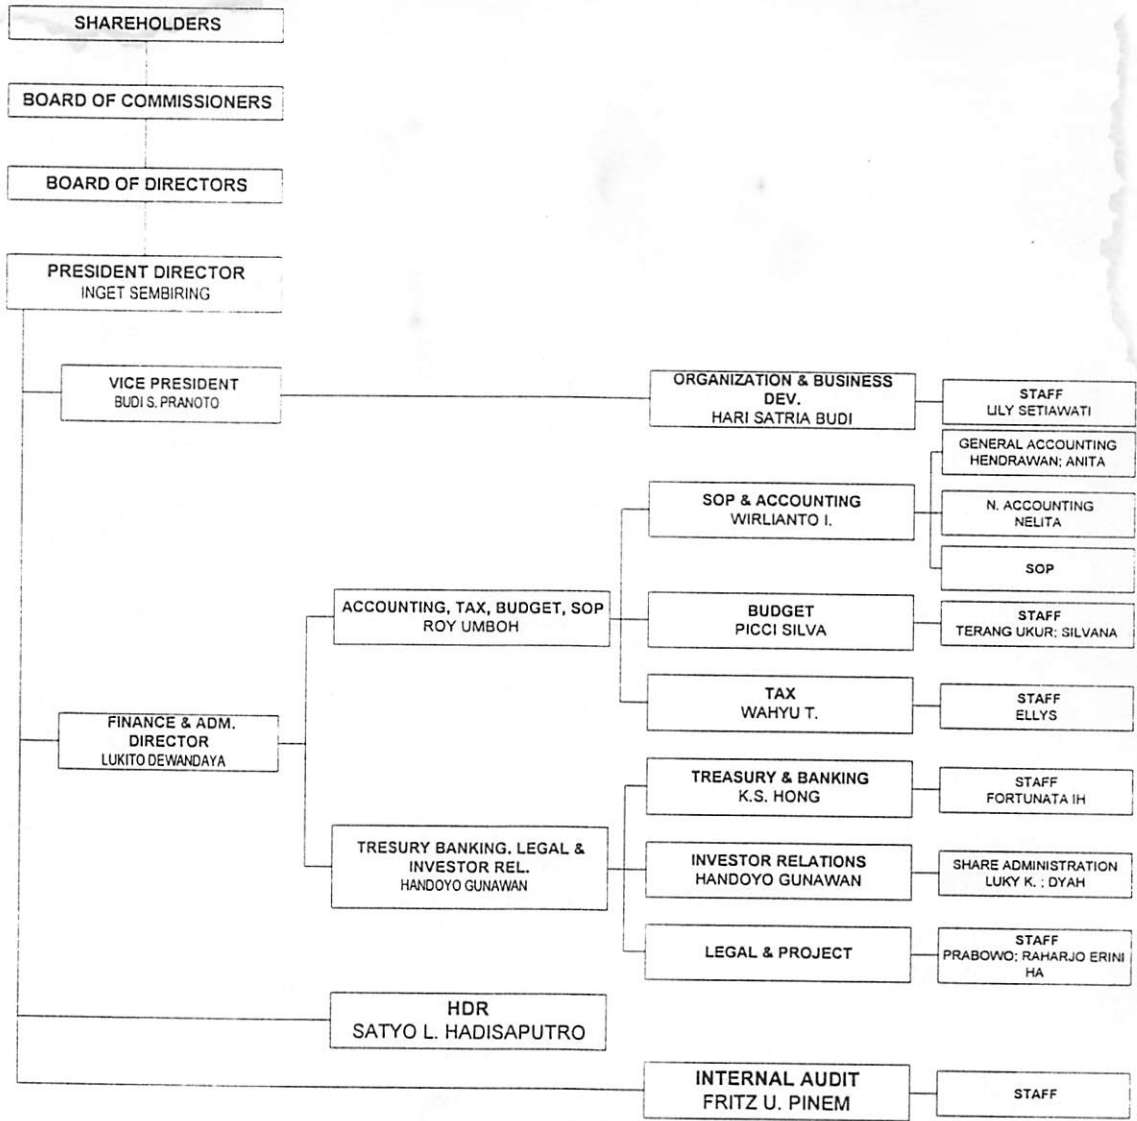 SHAREHOLDERS
BOARD OF COMMISSIONERS
BOARD OF DIRECTORS
PRESIDENT DIRECTOR
INGET SEMBIRING
VICE PRESIDENT
BUDI S. PRANOTO
ORGANIZATION & BUSINESS
DEV.
HARI SATRIA BUDI
STAFF
LILY SETIAWATI
GENERAL ACCOUNTING
HENDRAWAN; ANITA
SOP & ACCOUNTING
WIRLIANTO I.
N. ACCOUNTING
NELITA
SOP
ACCOUNTING, TAX, BUDGET, SOP
ROY UMBOH
BUDGET
PICCI SILVA
STAFF
TERANG UKUR; SILVANA
TAX
WAHYU T.
STAFF
ELLYS
FINANCE & ADM.
DIRECTOR
LUKITO DEWANDAYA
TREASURY & BANKING
K.S. HONG
STAFF
FORTUNATA IH
TRESURY BANKING. LEGAL &
INVESTOR REL.
HANDOYO GUNAWAN
INVESTOR RELATIONS
HANDOYO GUNAWAN
SHARE ADMINISTRATION
LUKY K. ; DYAH
LEGAL & PROJECT
STAFF
PRABOWO; RAHARJO ERINI
HA
HDR
SATYO L. HADISAPUTRO
INTERNAL AUDIT
FRITZ U. PINEM
STAFF